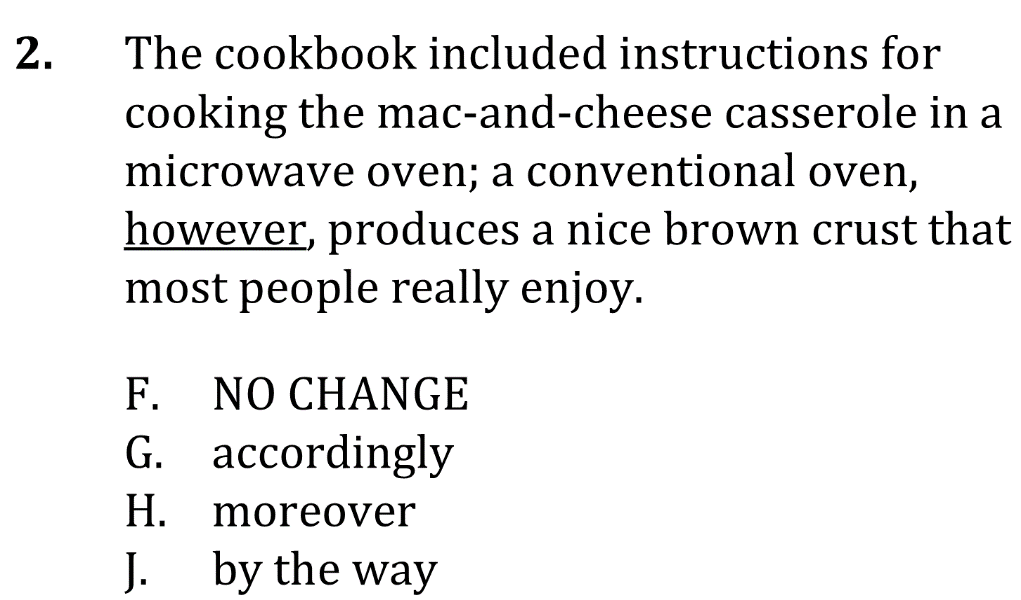 2. The cookbook included instructions for
cooking the mac-and-cheese casserole in a
microwave oven; a conventional oven,
however, produces a nice brown crust that
most people really enjoy.
F. NO CHANGE
G. accordingly
H. moreover
J. by the way